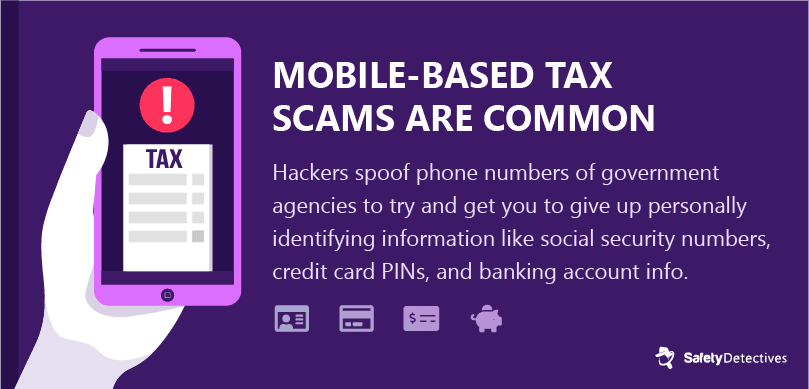 MOBILE-BASED TAX
SCAMS ARE COMMON
Hackers spoof phone numbers of government
agencies to try and get you to give up personally
identifying information like social security numbers,
credit card PINs, and banking account info.
!
TAX
$
SafetyDetectives